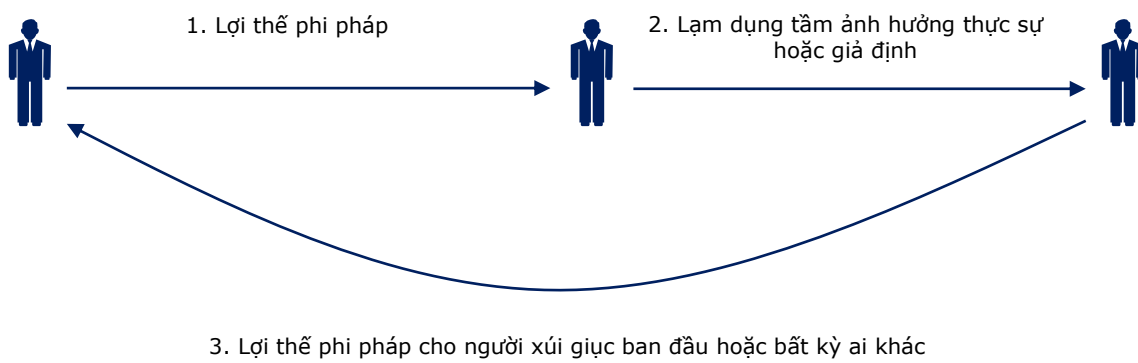 1. Lợi thế phi pháp
2. Lạm dụng tầm ảnh hưởng thực sự
hoặc giả định
3. Lợi thế phi pháp cho người xúi giục ban đầu hoặc bất kỳ ai khác